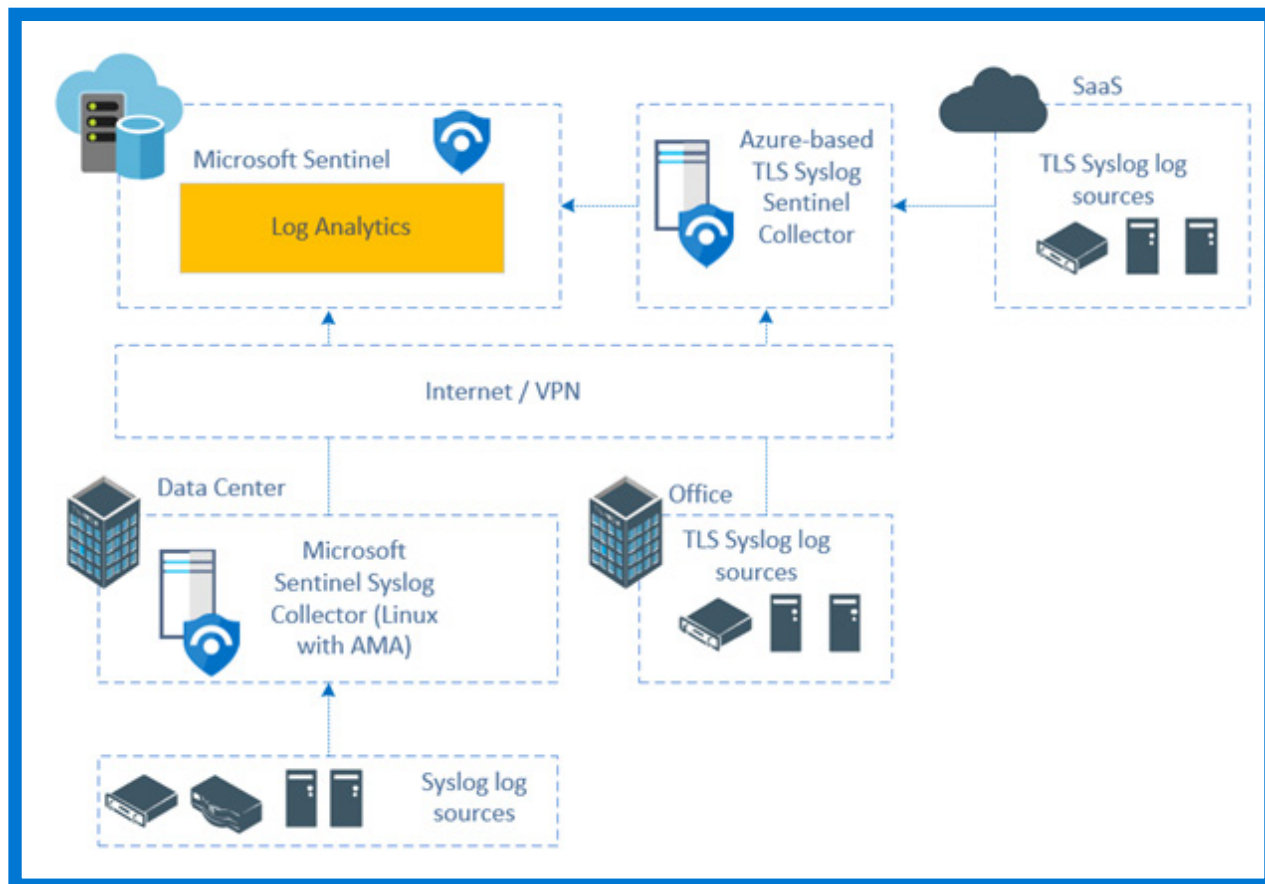 SaaS
Microsoft Sentinel
Log Analytics
Azure-based
TLS Syslog
Sentinel
Collector
TLS Syslog log
sources
Internet / VPN
Data Center
Microsoft
Sentinel Syslog
Collector (Linux
with AMA)
Office
TLS Syslog log
sources
Syslog log
sources